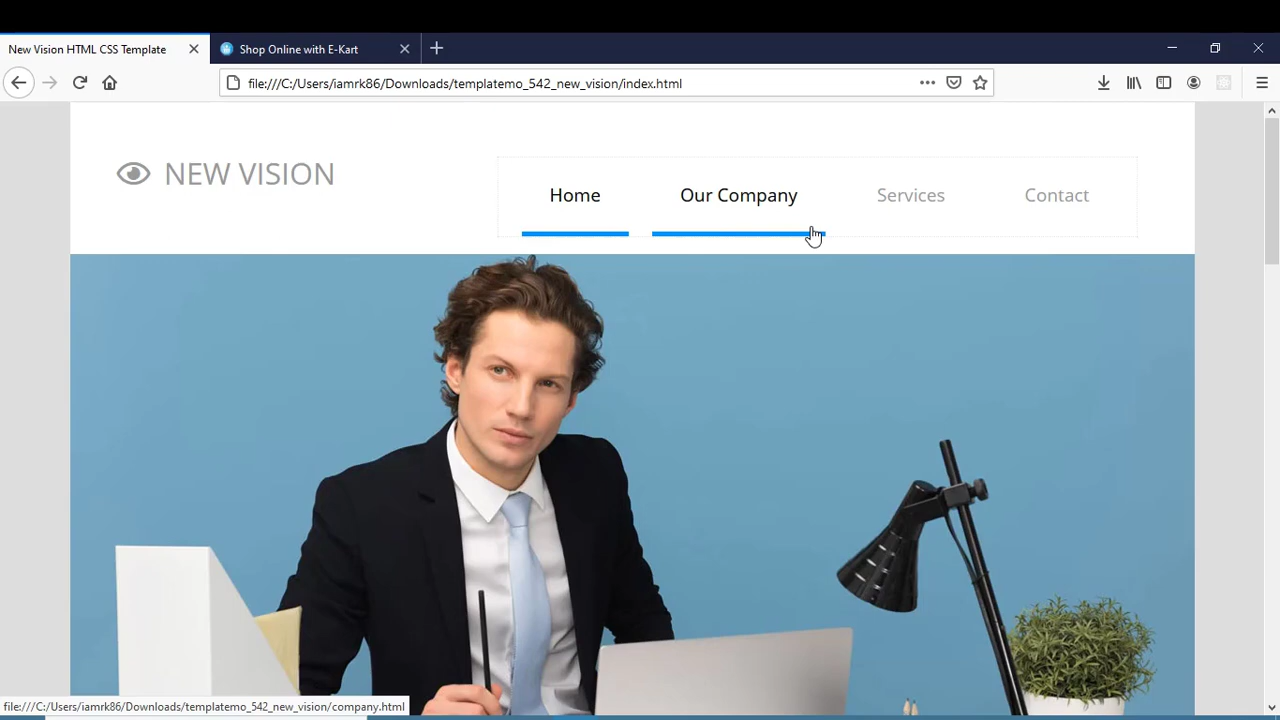 New Vision HTML CSS Template
Shop Online with E-Kart
file:///C:/Users/iamrk86/Downloads/templatemo_542_new_vision/index.html
NEW VISION
Home
Our Company
Services
Contact
file:///C:/Users/iamrk86/Downloads/templatemo_542_new_vision/company.html